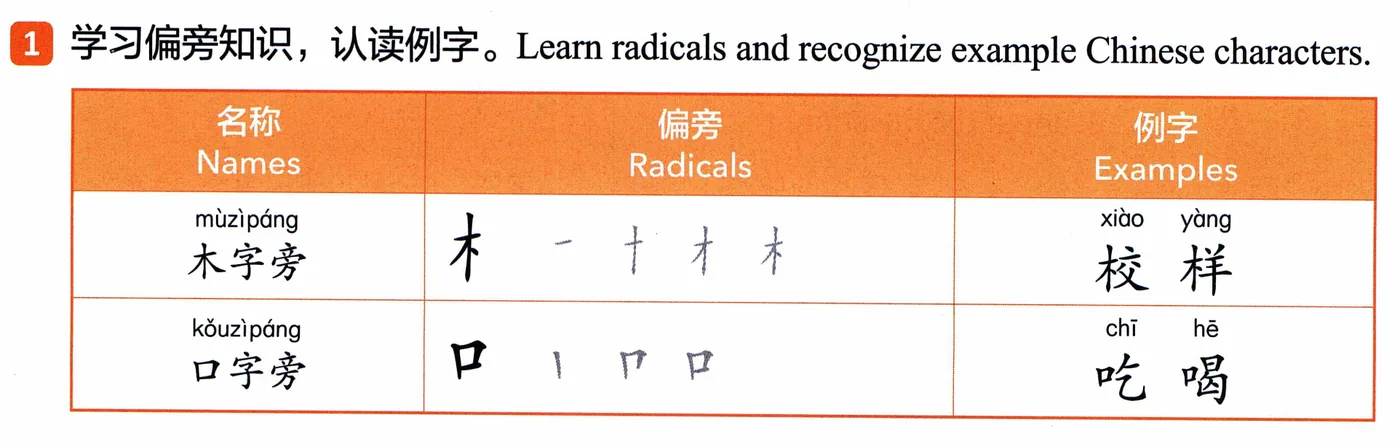 1 学习偏旁知识，认读例字。Learn radicals and recognize example Chinese characters.
名称 偏旁 例字
Names Radicals Examples
mùzìpáng xiào yàng
木字旁 木 一 十 才 木 校 样
kǒuzìpáng chī hē
口字旁 口 丨 𠃍 口 吃 喝